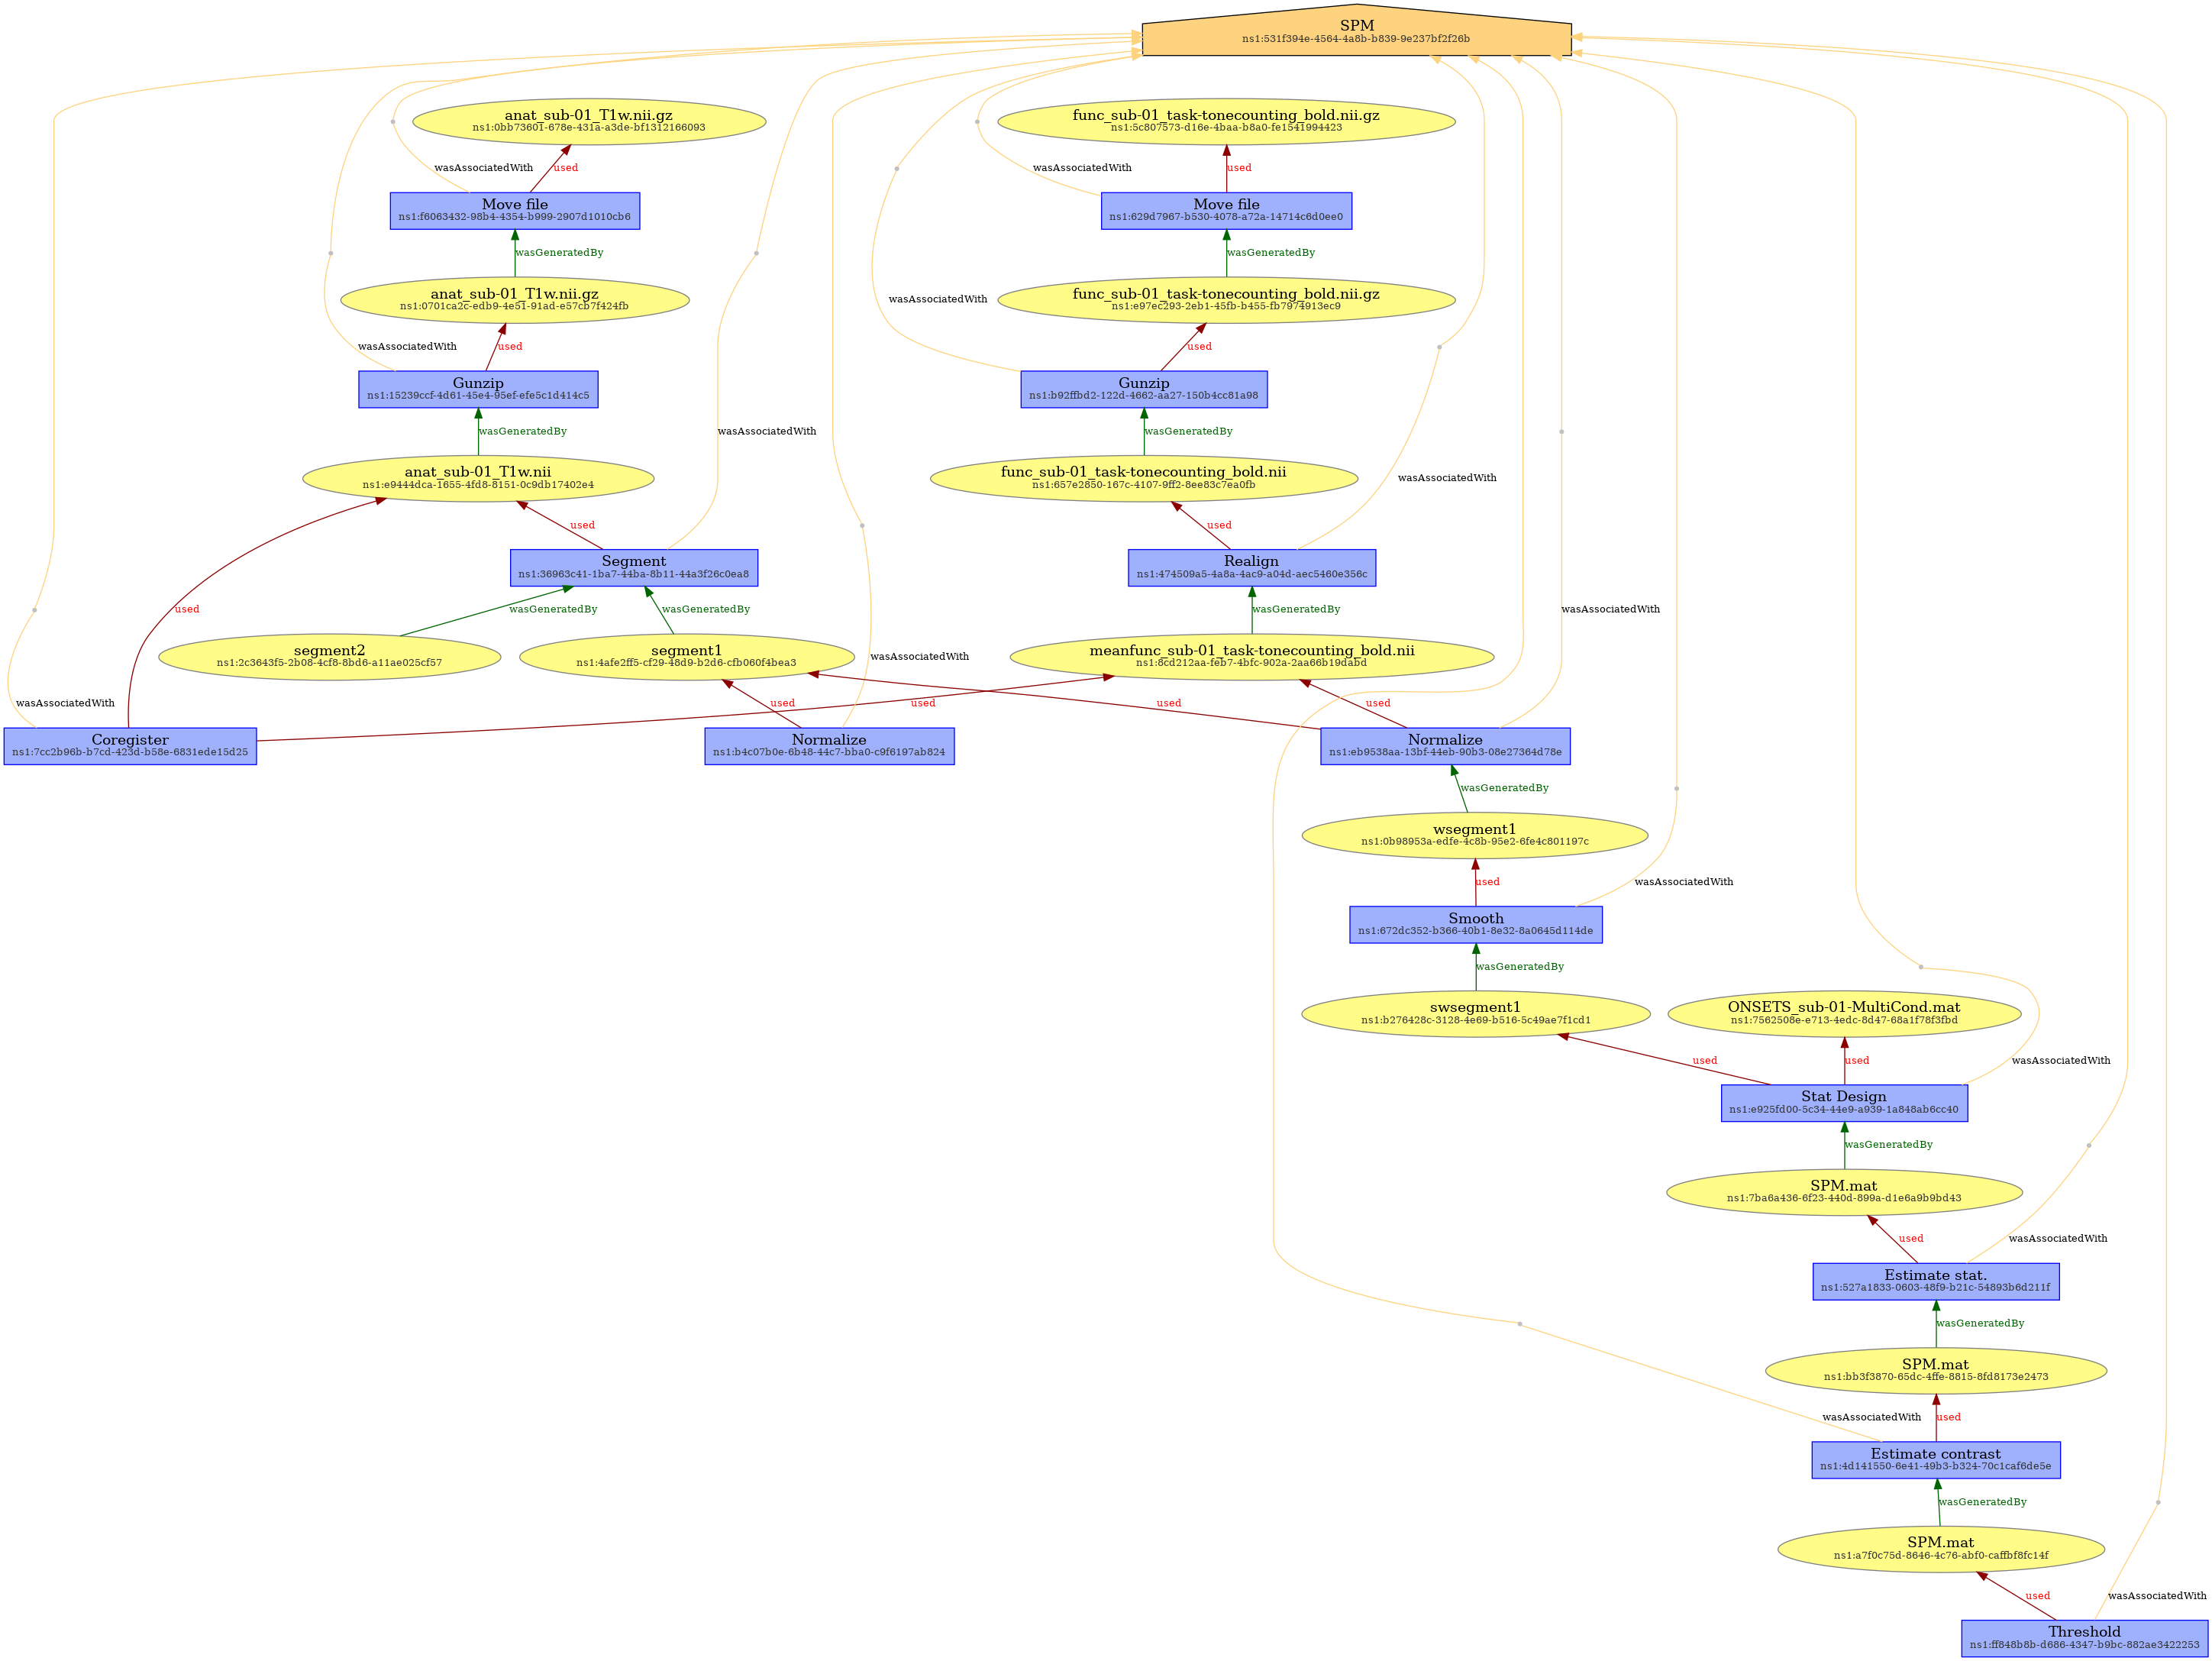 SPM
ns1:531f394e-4564-4a8b-b839-9e237bf2f26b
anat_sub-01_T1w.nii.gz
ns1:0bb73601-678e-431a-a3de-bf1312166093
func_sub-01_task-tonecounting_bold.nii.gz
ns1:5c807573-d16e-4baa-b8a0-fe1541994423
wasAssociatedWith
used
wasAssociatedWith
used
Move file
ns1:f6063432-98b4-4354-b999-2907d1010cb6
Move file
ns1:629d7967-b530-4078-a72a-14714c6d0ee0
wasGeneratedBy
wasGeneratedBy
anat_sub-01_T1w.nii.gz
ns1:0701ca2c-edb9-4e51-91ad-e57cb7f424fb
wasAssociatedWith
func_sub-01_task-tonecounting_bold.nii.gz
ns1:e97ec293-2eb1-45fb-b455-fb7974913ec9
wasAssociatedWith
used
used
Gunzip
ns1:15239ccf-4d61-45e4-95ef-efe5c1d414c5
Gunzip
ns1:b92ffbd2-122d-4662-aa27-150b4cc81a98
wasGeneratedBy
wasAssociatedWith
wasGeneratedBy
anat_sub-01_T1w.nii
ns1:e9444dca-1655-4fd8-8151-0c9db17402e4
func_sub-01_task-tonecounting_bold.nii
ns1:657e2850-167c-4107-9ff2-8ee83c7ea0fb
wasAssociatedWith
used
used
Segment
ns1:36963c41-1ba7-44ba-8b11-44a3f26c0ea8
Realign
ns1:474509a5-4a8a-4ac9-a04d-aec5460e356c
used
wasGeneratedBy
wasGeneratedBy
wasGeneratedBy
wasAssociatedWith
segment2
ns1:2c3643f5-2b08-4cf8-8bd6-a11ae025cf57
segment1
ns1:4afe2ff5-cf29-48d9-b2d6-cfb060f4bea3
wasAssociatedWith
meanfunc_sub-01_task-tonecounting_bold.nii
ns1:8cd212aa-feb7-4bfc-902a-2aa66b19dabd
wasAssociatedWith
used
used
used
used
Coregister
ns1:7cc2b96b-b7cd-423d-b58e-6831ede15d25
Normalize
ns1:b4c07b0e-6b48-44c7-bba0-c9f6197ab824
Normalize
ns1:eb9538aa-13bf-44eb-90b3-08e27364d78e
wasGeneratedBy
wsegment1
ns1:0b98953a-edfe-4c8b-95e2-6fe4c801197c
used
wasAssociatedWith
Smooth
ns1:672dc352-b366-40b1-8e32-8a0645d114de
wasGeneratedBy
swsegment1
ns1:b276428c-3128-4e69-b516-5c49ae7f1cd1
ONSETS_sub-01-MultiCond.mat
ns1:7562508e-e713-4edc-8d47-68a1f78f3fbd
used
used
wasAssociatedWith
Stat Design
ns1:e925fd00-5c34-44e9-a939-1a848ab6cc40
wasGeneratedBy
SPM.mat
ns1:7ba6a436-6f23-440d-899a-d1e6a9b9bd43
used
wasAssociatedWith
Estimate stat.
ns1:527a1833-0603-48f9-b21c-54893b6d211f
wasGeneratedBy
SPM.mat
ns1:bb3f3870-65dc-4ffe-8815-8fd8173e2473
wasAssociatedWith
used
Estimate contrast
ns1:4d141550-6e41-49b3-b324-70c1caf6de5e
wasGeneratedBy
SPM.mat
ns1:a7f0c75d-8646-4c76-abf0-caffbf8fc14f
used
wasAssociatedWith
Threshold
ns1:ff848b8b-d686-4347-b9bc-882ae3422253